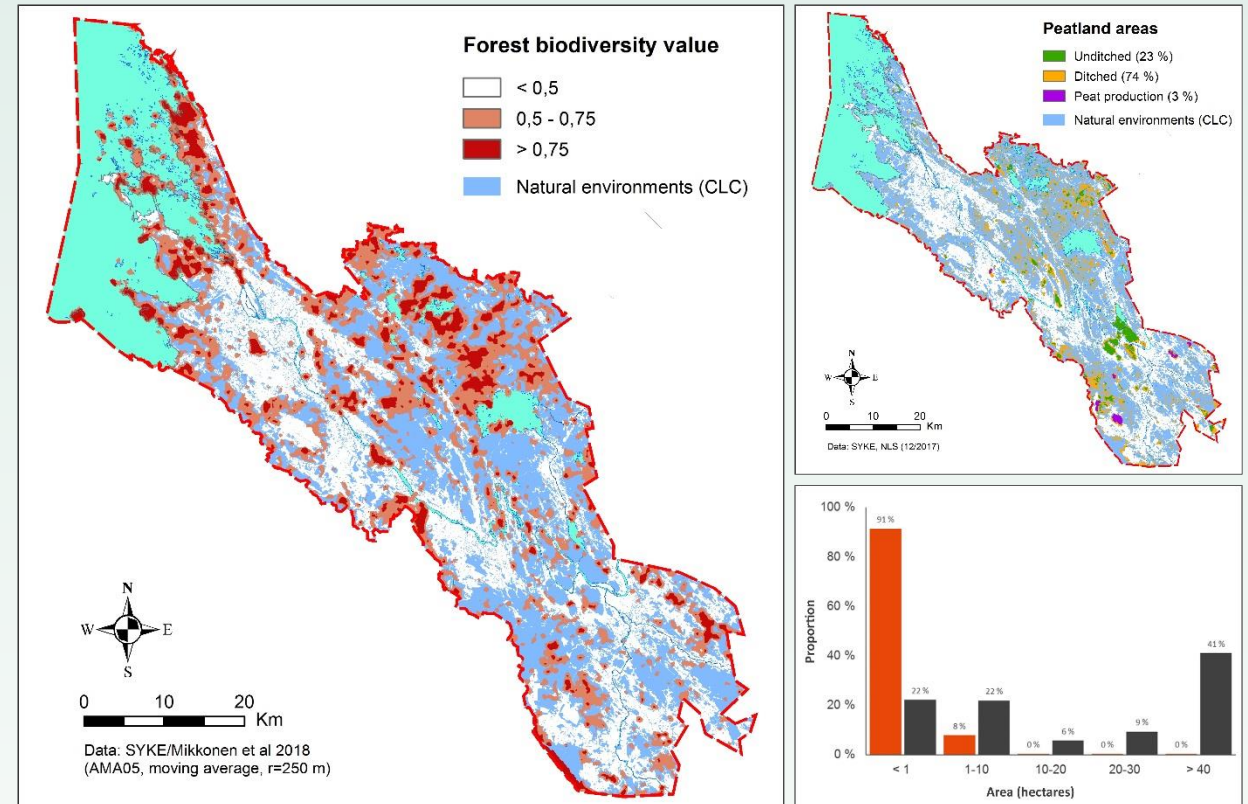 Forest biodiversity value
< 0,5
0,5 - 0,75
> 0,75
Natural environments (CLC)
N
W E
S
0 10 20
Km
Data: SYKE/Mikkonen et al 2018
(AMA05, moving average, r=250 m)
Peatland areas
Unditched (23 %)
Ditched (74 %)
Peat production (3 %)
Natural environments (CLC)
N
W E
S
0 10 20
Km
Data: SYKE, NLS (12/2017)
100 %
80 %
60 %
40 %
20 %
0 %
Proportion
91 %
22 %
8 %
22 %
0 %
6 %
0 %
9 %
0 %
41 %
< 1
1-10
10-20
20-30
> 40
Area (hectares)